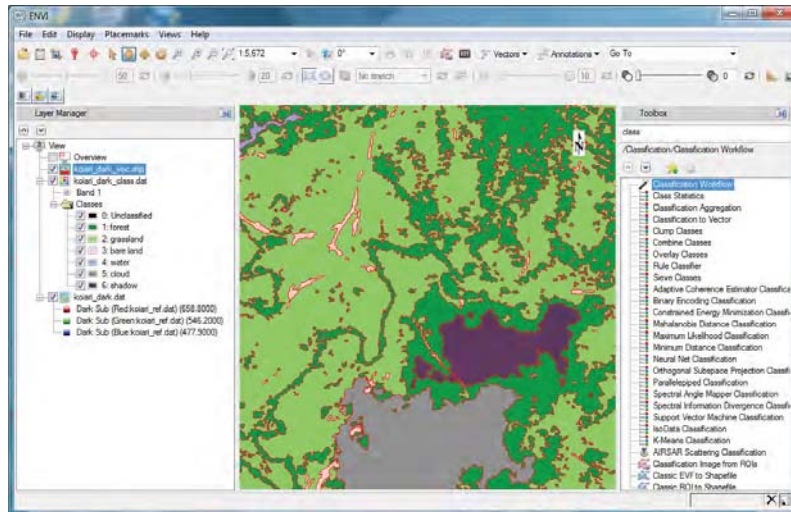 ENVI
File Edit Display Placemarks Views Help
1:5,672 0° Vectors Annotations Go To
50 20 No stretch 10 0
Layer Manager
Toolbox
View
Overview
koiari_dark_class.dat
Band 1
Classes
0: Unclassified
1: forest
2: grassland
3: bare land
4: water
5: cloud
6: shadow
koiari_dark.dat
Dark Sub (Red:koiari_ref.dat) (658.8000)
Dark Sub (Green:koiari_ref.dat) (546.2000)
Dark Sub (Blue:koiari_ref.dat) (477.9000)
N
class
/Classification/Classification Workflow
Classification Workflow
Class Statistics
Classification Aggregation
Classification to Vector
Clump Classes
Combine Classes
Overlay Classes
Rule Classifier
Sieve Classes
Adaptive Coherence Estimator Classifica
Binary Encoding Classification
Constrained Energy Minimization Classifi
Mahalanobis Distance Classification
Maximum Likelihood Classification
Minimum Distance Classification
Neural Net Classification
Orthogonal Subspace Projection Classifi
Parallelepiped Classification
Spectral Angle Mapper Classification
Spectral Information Divergence Classifi
Support Vector Machine Classification
IsoData Classification
K-Means Classification
AIRSAR Scattering Classification
Classification Image from ROIs
Classic EVF to Shapefile
Classic ROI to Shapefile